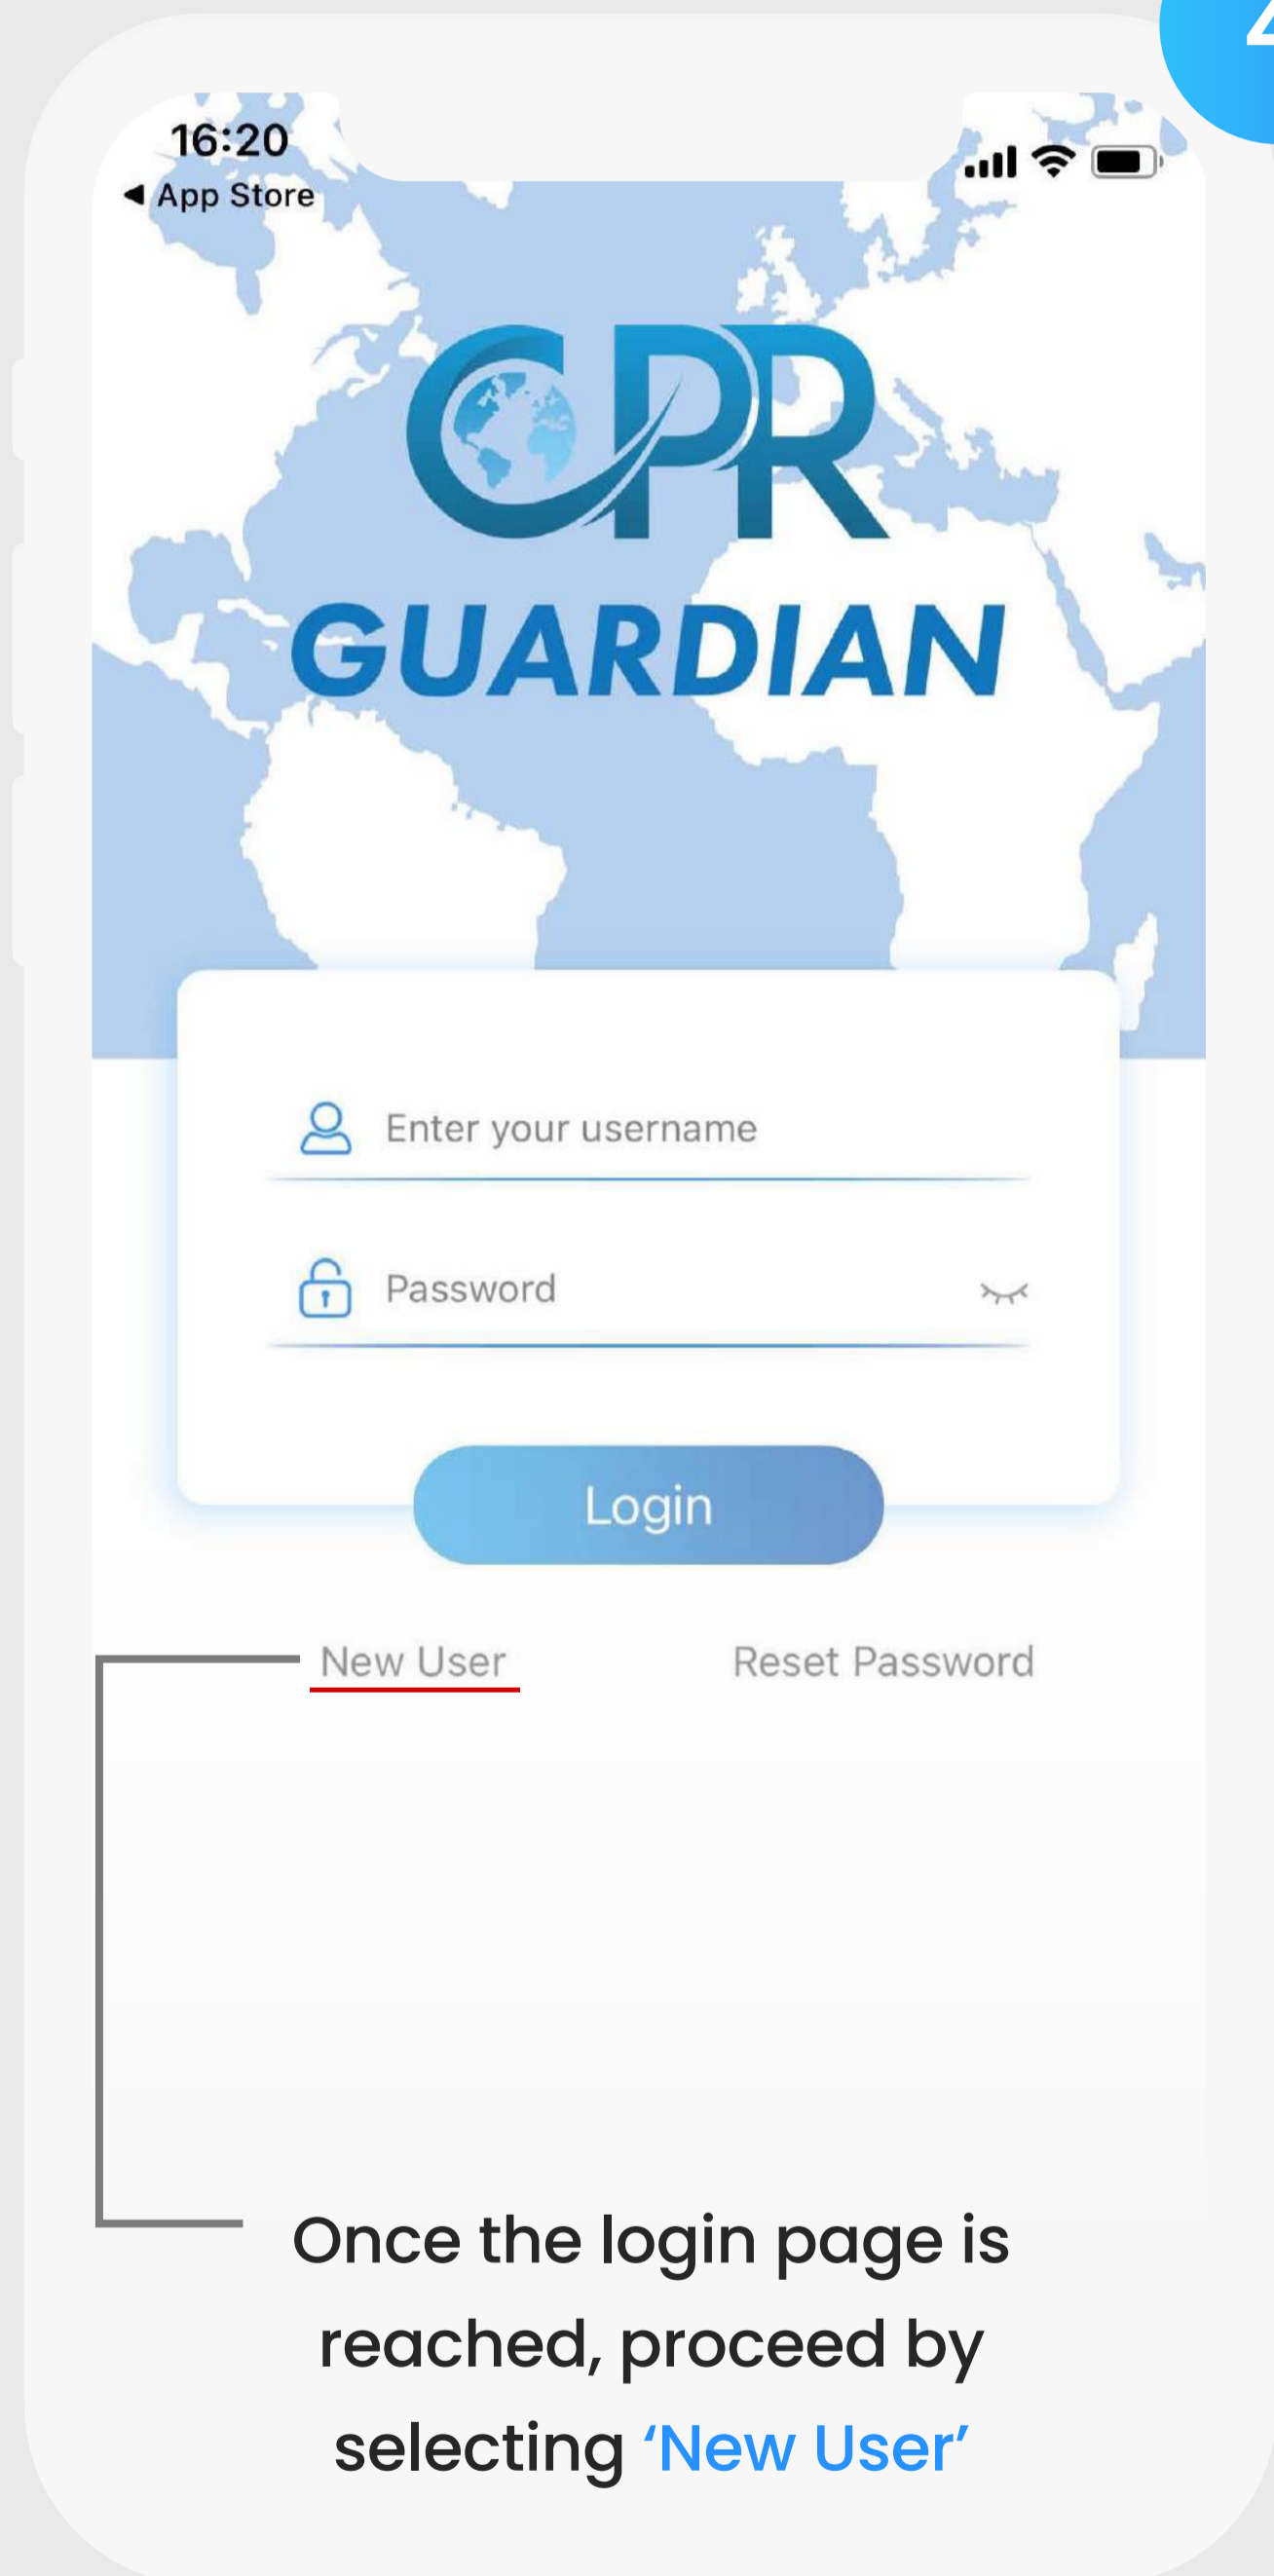 4
16:20
App Store
CPR
GUARDIAN
Enter your username
Password
Login
New User
Reset Password
Once the login page is
reached, proceed by
selecting ‘New User’